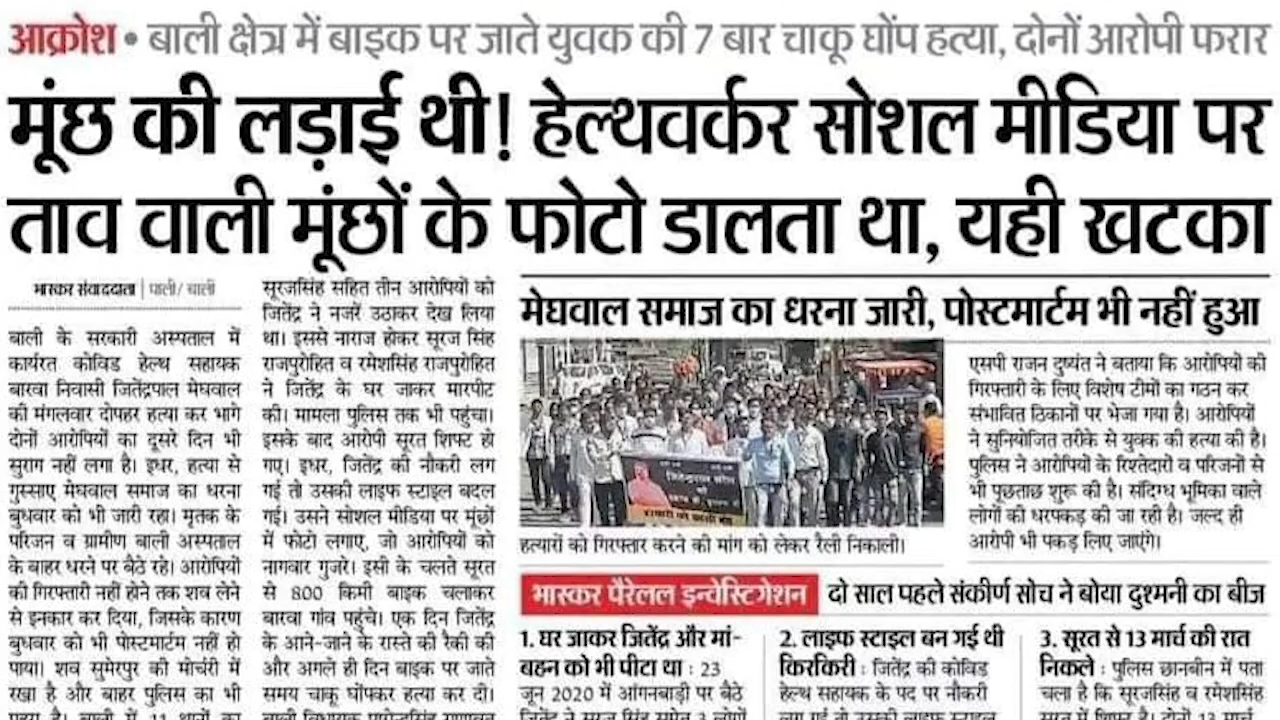 आक्रोश • बाली क्षेत्र में बाइक पर जाते युवक की 7 बार चाकू घोंप हत्या, दोनों आरोपी फरार
मूंछ की लड़ाई थी! हेल्थवर्कर सोशल मीडिया पर
ताव वाली मूंछों के फोटो डालता था, यही खटका
भास्कर संवाददाता | पाली/ बाली
बाली के सरकारी अस्पताल में
कार्यरत कोविड हेल्थ सहायक
बारवा निवासी जितेंद्रपाल मेघवाल
की मंगलवार दोपहर हत्या कर भागे
दोनों आरोपियों का दूसरे दिन भी
सुराग नहीं लगा है। इधर, हत्या से
गुस्साए मेघवाल समाज का धरना
बुधवार को भी जारी रहा। मृतक के
परिजन व ग्रामीण बाली अस्पताल
के बाहर धरने पर बैठे रहे। आरोपियों
की गिरफ्तारी नहीं होने तक शव लेने
से इनकार कर दिया, जिसके कारण
बुधवार को भी पोस्टमार्टम नहीं हो
पाया। शव सुमेरपुर की मोर्चरी में
रखा है और बाहर पुलिस का भी
सूरजसिंह सहित तीन आरोपियों को
जितेंद्र ने नजरें उठाकर देख लिया
था। इससे नाराज होकर सूरज सिंह
राजपुरोहित व रमेशसिंह राजपुरोहित
ने जितेंद्र के घर जाकर मारपीट
की। मामला पुलिस तक भी पहुंचा।
इसके बाद आरोपी सूरत शिफ्ट हो
गए। इधर, जितेंद्र की नौकरी लग
गई तो उसकी लाइफ स्टाइल बदल
गई। उसने सोशल मीडिया पर मूंछों
में फोटो लगाए, जो आरोपियों को
नागवार गुजरे। इसी के चलते सूरत
से 800 किमी बाइक चलाकर
बारवा गांव पहुंचे। एक दिन जितेंद्र
के आने-जाने के रास्ते की रैकी की
और अगले ही दिन बाइक पर जाते
समय चाकू घोंपकर हत्या कर दी।
मेघवाल समाज का धरना जारी, पोस्टमार्टम भी नहीं हुआ
हत्यारों को गिरफ्तार करने की मांग को लेकर रैली निकाली।
एसपी राजन दुष्यंत ने बताया कि आरोपियों की
गिरफ्तारी के लिए विशेष टीमों का गठन कर
संभावित ठिकानों पर भेजा गया है। आरोपियों
ने सुनियोजित तरीके से युवक की हत्या की है।
पुलिस ने आरोपियों के रिश्तेदारों व परिजनों से
भी पूछताछ शुरू की है। संदिग्ध भूमिका वाले
लोगों की धरपकड़ की जा रही है। जल्द ही
आरोपी भी पकड़ लिए जाएंगे।
भास्कर पैरेलल इन्वेस्टिगेशन दो साल पहले संकीर्ण सोच ने बोया दुश्मनी का बीज
1. घर जाकर जितेंद्र और मां-
बहन को भी पीटा था : 23
जून 2020 में आंगनबाड़ी पर बैठे
2. लाइफ स्टाइल बन गई थी
किरकिरी : जितेंद्र की कोविड
हेल्थ सहायक के पद पर नौकरी
3. सूरत से 13 मार्च की रात
निकले : पुलिस छानबीन में पता
चला है कि सूरजसिंह व रमेशसिंह